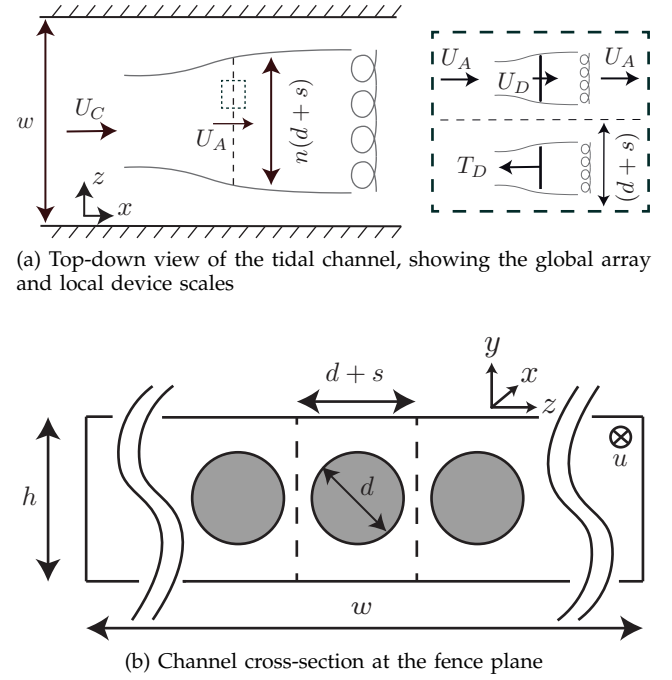 w
U_C
U_A
n(d + s)
z
x
U_A
U_D
U_A
T_D
(d + s)
(a) Top-down view of the tidal channel, showing the global array
and local device scales
d + s
y
x
z
h
d
u
w
(b) Channel cross-section at the fence plane